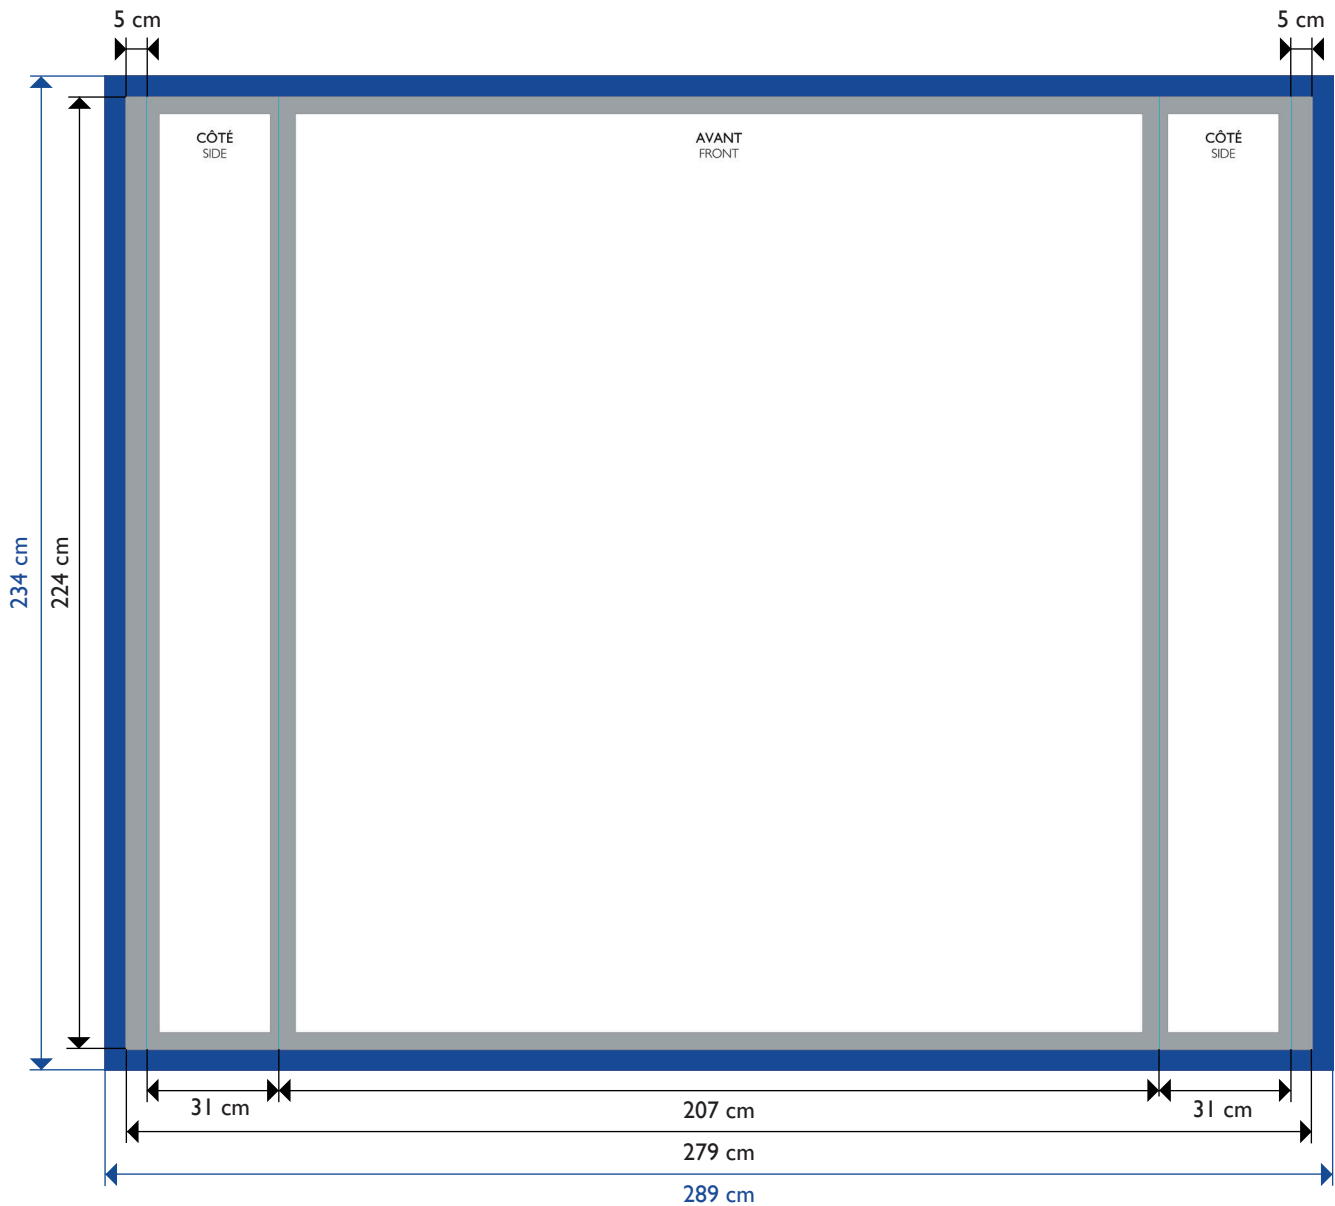 5 cm
5 cm
CÔTÉ
SIDE
AVANT
FRONT
CÔTÉ
SIDE
234 cm
224 cm
31 cm
207 cm
31 cm
279 cm
289 cm